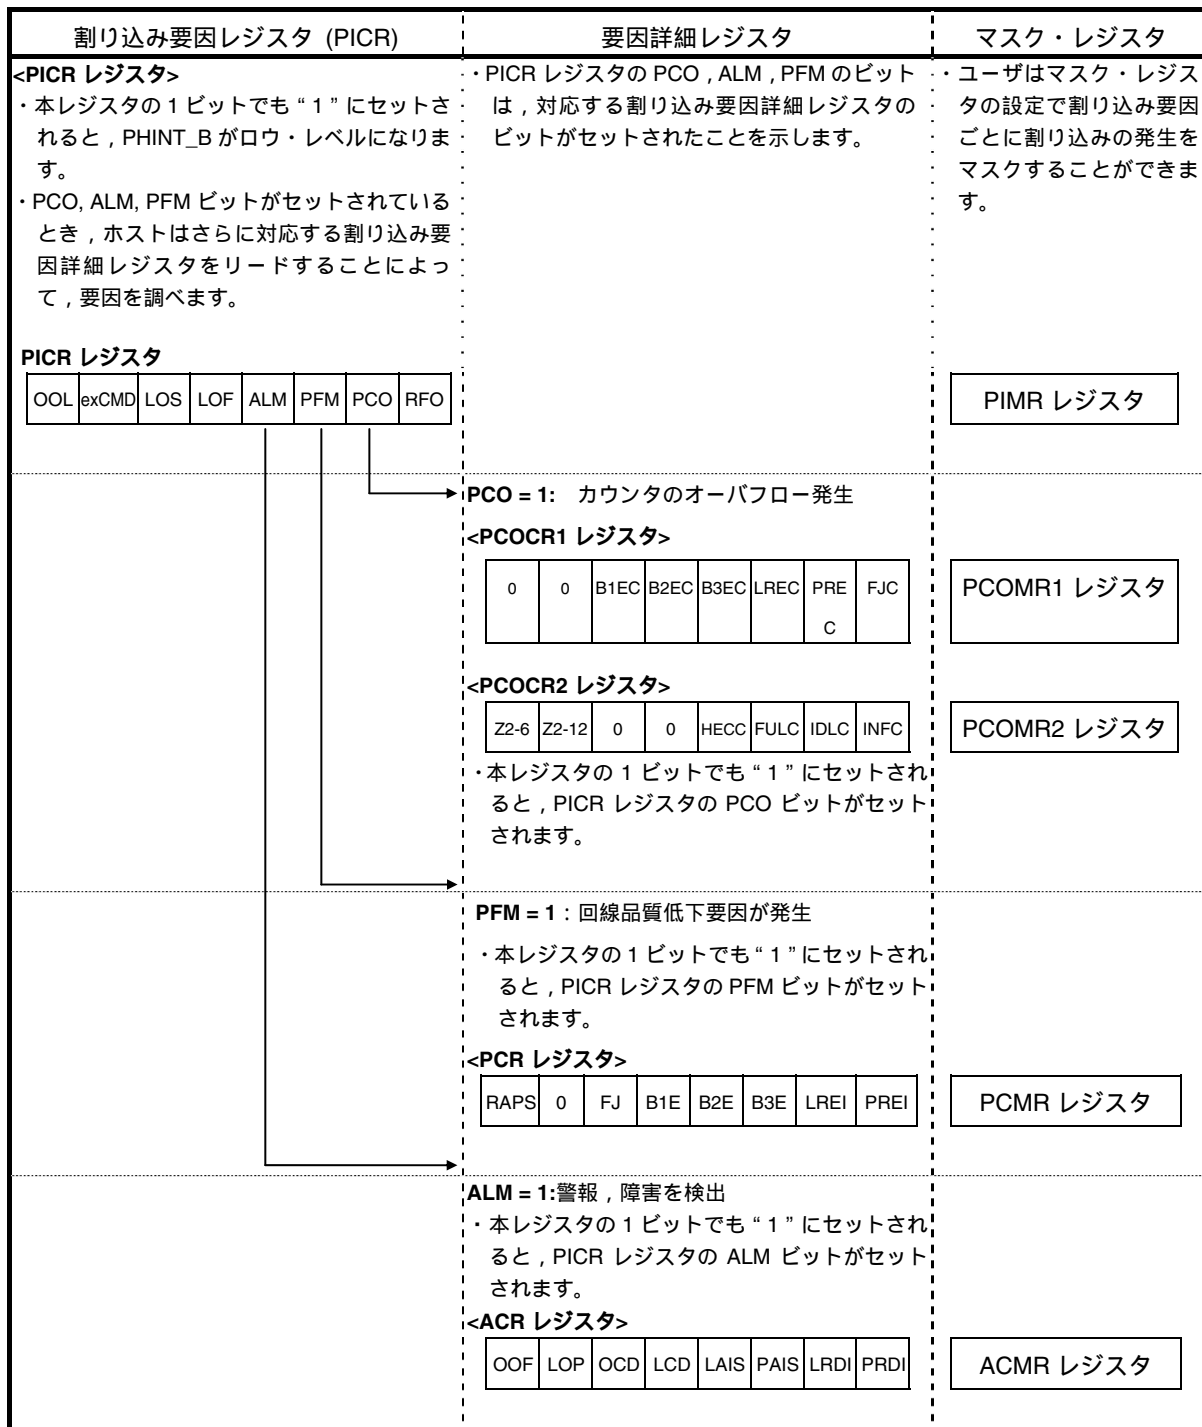 割り込み要因レジスタ (PICR)
要因詳細レジスタ
マスク・レジスタ
<PICR レジスタ>
・本レジスタの 1 ビットでも “ 1 ” にセットさ
れると , PHINT_B がロウ・レベルになりま
す。
・PCO, ALM, PFM ビットがセットされている
とき , ホストはさらに対応する割り込み要
因詳細レジスタをリードすることによっ
て , 要因を調べます。
・PICR レジスタの PCO , ALM , PFM のビット
は , 対応する割り込み要因詳細レジスタの
ビットがセットされたことを示します。
・ユーザはマスク・レジス
タの設定で割り込み要因
ごとに割り込みの発生を
マスクすることができま
す。
PICR レジスタ
OOL exCMD LOS LOF ALM PFM PCO RFO
PIMR レジスタ
PCO = 1: カウンタのオーバフロー発生
<PCOCR1 レジスタ>
0 0 B1EC B2EC B3EC LREC PRE FJC
C
PCOMR1 レジスタ
<PCOCR2 レジスタ>
Z2-6 Z2-12 0 0 HECC FULC IDLC INFC
PCOMR2 レジスタ
・本レジスタの 1 ビットでも “ 1 ” にセットされ
ると , PICR レジスタの PCO ビットがセット
されます。
PFM = 1 : 回線品質低下要因が発生
・本レジスタの 1 ビットでも “ 1 ” にセットされ
ると , PICR レジスタの PFM ビットがセット
されます。
<PCR レジスタ>
RAPS 0 FJ B1E B2E B3E LREI PREI
PCMR レジスタ
ALM = 1:警報 , 障害を検出
・本レジスタの 1 ビットでも “ 1 ” にセットされ
ると , PICR レジスタの ALM ビットがセット
されます。
<ACR レジスタ>
OOF LOP OCD LCD LAIS PAIS LRDI PRDI
ACMR レジスタ